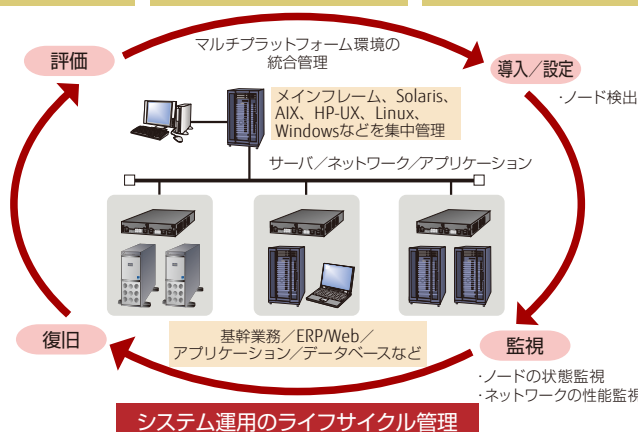 マルチプラットフォーム環境の
統合管理
評価
導入／設定
・ノード検出
メインフレーム、Solaris、
AIX、HP-UX、Linux、
Windowsなどを集中管理
サーバ／ネットワーク／アプリケーション
復旧
基幹業務／ERP/Web／
アプリケーション／データベースなど
監視
・ノードの状態監視
・ネットワークの性能監視
システム運用のライフサイクル管理